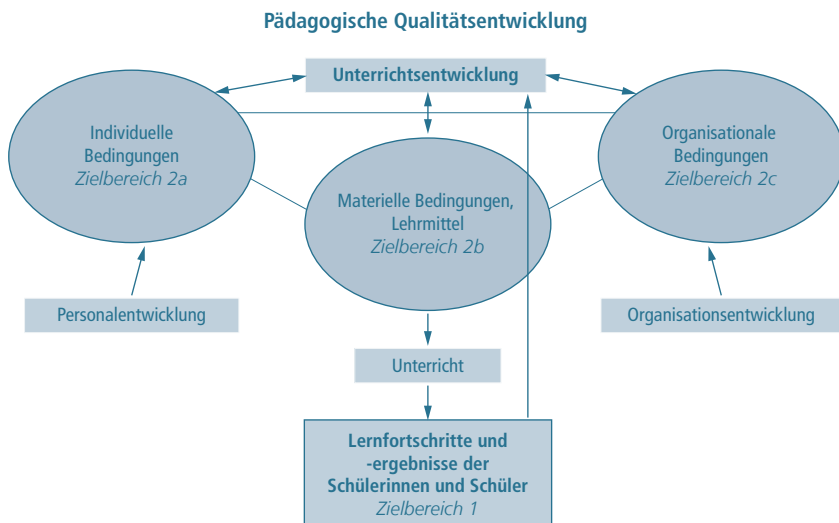 Pädagogische Qualitätsentwicklung
Unterrichtsentwicklung
Individuelle
Bedingungen
Zielbereich 2a
Organisationale
Bedingungen
Zielbereich 2c
Materielle Bedingungen,
Lehrmittel
Zielbereich 2b
Personalentwicklung
Organisationsentwicklung
Unterricht
Lernfortschritte und
-ergebnisse der
Schülerinnen und Schüler
Zielbereich 1